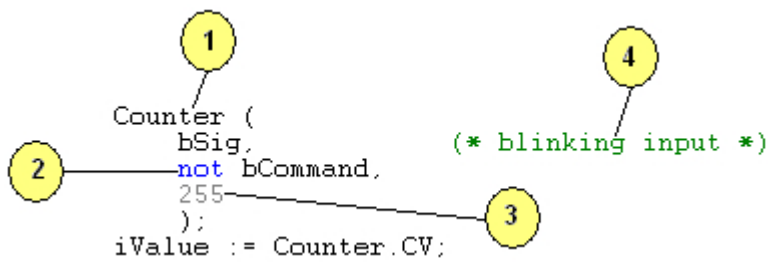 1
4
Counter (
bSig, (* blinking input *)
2
not bCommand,
255
3
);
iValue := Counter.CV;